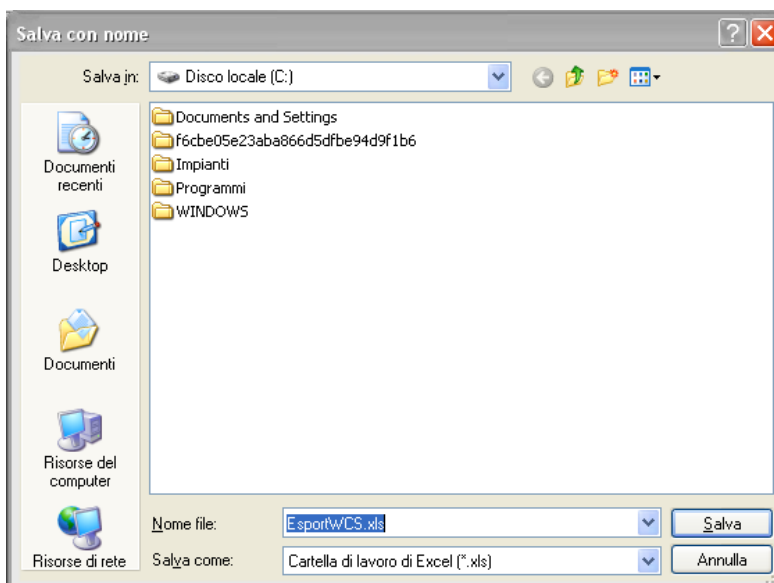 Salva con nome
Salva in:
Disco locale (C:)
Documenti
recenti
Desktop
Documenti
Risorse del
computer
Risorse di rete
Documents and Settings
f6cbe05e23aba866d5dfbe94d9f1b6
Impianti
Programmi
WINDOWS
Nome file:
EsportWCS.xls
Salva
Salva come:
Cartella di lavoro di Excel (*.xls)
Annulla